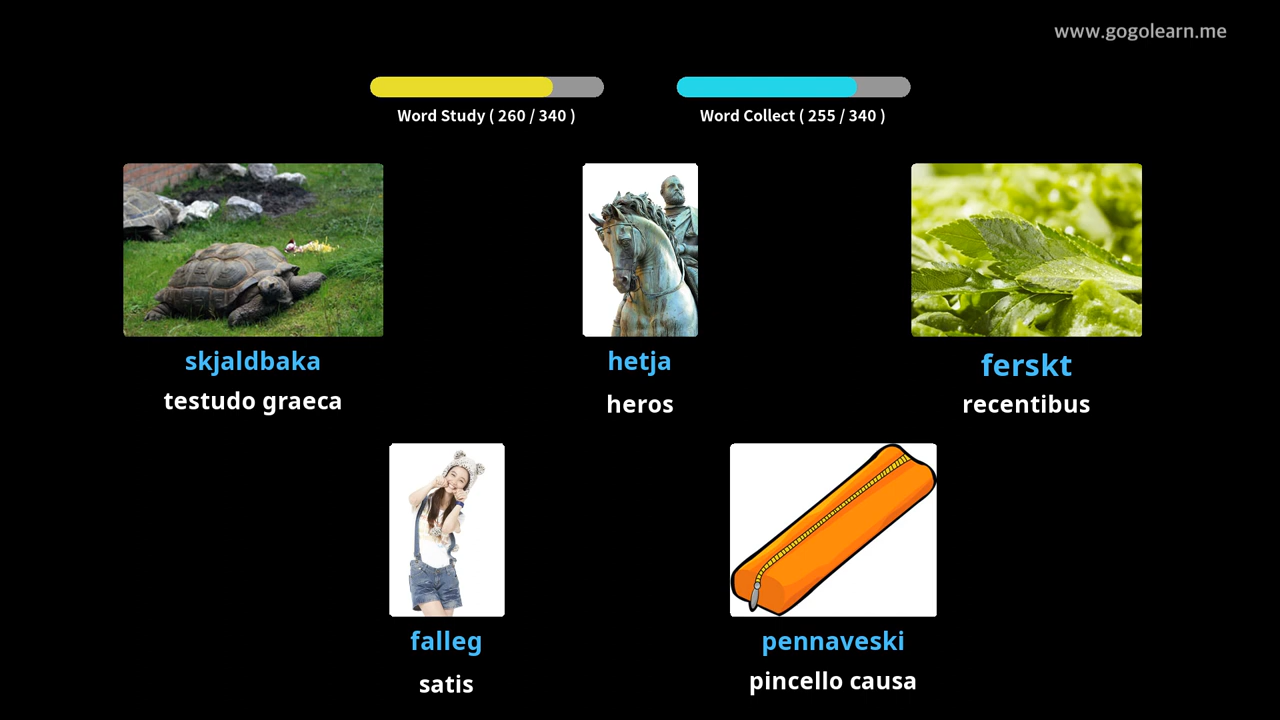 www.gogolearn.me
Word Study ( 260 / 340 )
Word Collect ( 255 / 340 )
skjaldbaka
testudo graeca
hetja
heros
ferskt
recentibus
falleg
satis
pennaveski
pincello causa